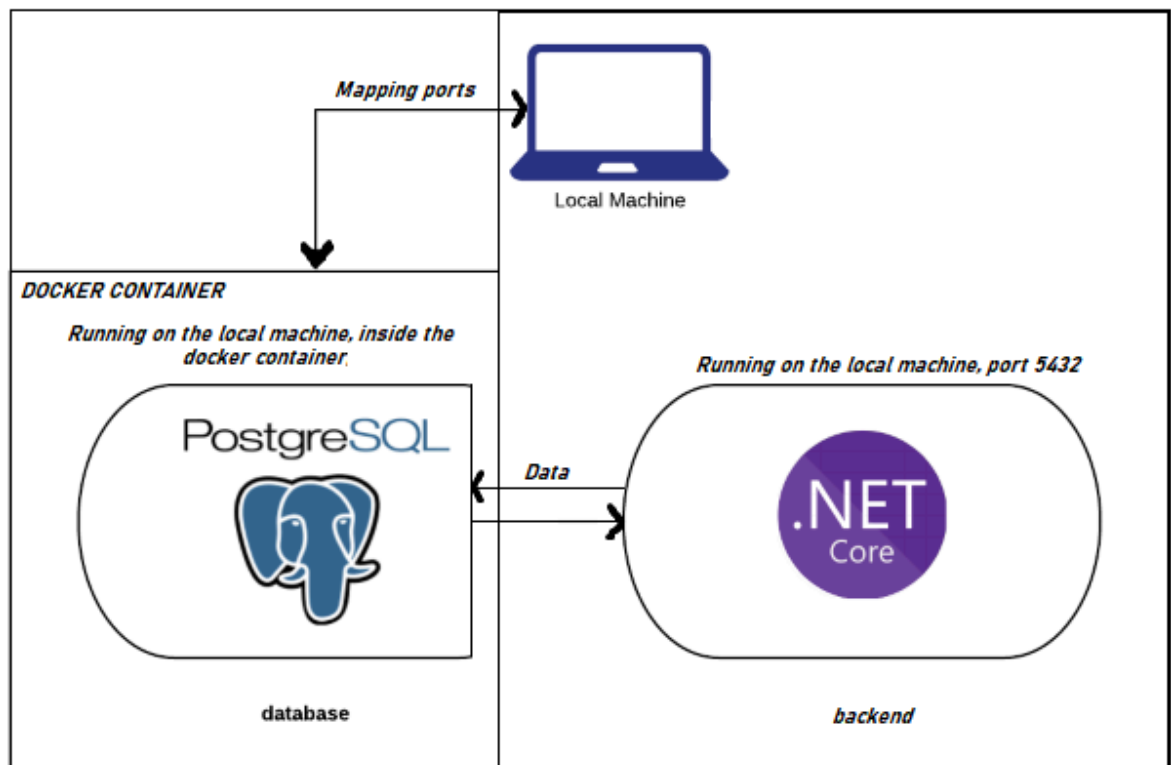 Mapping ports
Local Machine
DOCKER CONTAINER
Running on the local machine, inside the
docker container,
Running on the local machine, port 5432
PostgreSQL
Data
.NET
Core
database
backend